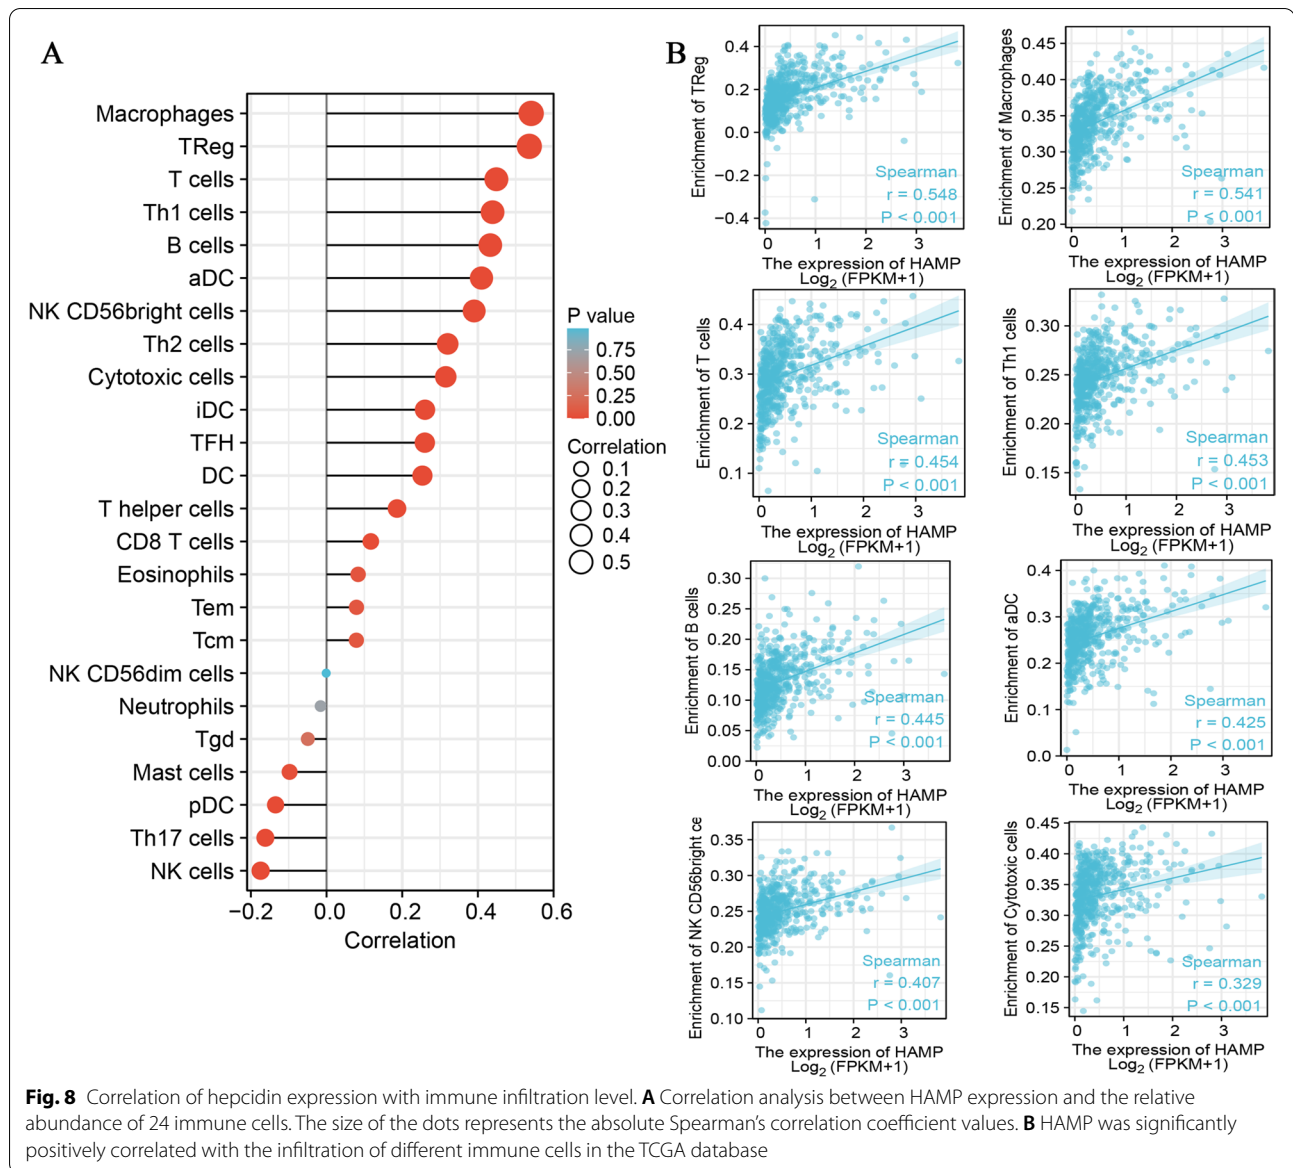 A
Macrophages
TReg
T cells
Th1 cells
B cells
aDC
NK CD56bright cells
Th2 cells
Cytotoxic cells
iDC
TFH
DC
T helper cells
CD8 T cells
Eosinophils
Tem
Tcm
NK CD56dim cells
Neutrophils
Tgd
Mast cells
pDC
Th17 cells
NK cells
−0.2 0.0 0.2 0.4 0.6
Correlation
P value
0.75
0.50
0.25
0.00
Correlation
0.1
0.2
0.3
0.4
0.5
B
Enrichment of TReg
0.4
0.2
0.0
−0.2
−0.4
Spearman
r = 0.548
P < 0.001
0 1 2 3
The expression of HAMP
Log2 (FPKM+1)
Enrichment of Macrophages
0.45
0.40
0.35
0.30
0.25
0.20
Spearman
r = 0.541
P < 0.001
0 1 2 3
The expression of HAMP
Log2 (FPKM+1)
Enrichment of T cells
0.4
0.3
0.2
0.1
Spearman
r = 0.454
P < 0.001
0 1 2 3
The expression of HAMP
Log2 (FPKM+1)
Enrichment of Th1 cells
0.30
0.25
0.20
0.15
Spearman
r = 0.453
P < 0.001
0 1 2 3
The expression of HAMP
Log2 (FPKM+1)
Enrichment of B cells
0.30
0.25
0.20
0.15
0.10
0.05
0.00
Spearman
r = 0.445
P < 0.001
0 1 2 3
The expression of HAMP
Log2 (FPKM+1)
Enrichment of aDC
0.4
0.3
0.2
0.1
0.0
Spearman
r = 0.425
P < 0.001
0 1 2 3
The expression of HAMP
Log2 (FPKM+1)
Enrichment of NK CD56bright ce
0.35
0.30
0.25
0.20
0.15
0.10
Spearman
r = 0.407
P < 0.001
0 1 2 3
The expression of HAMP
Log2 (FPKM+1)
Enrichment of Cytotoxic cells
0.45
0.40
0.35
0.30
0.25
0.20
0.15
Spearman
r = 0.329
P < 0.001
0 1 2 3
The expression of HAMP
Log2 (FPKM+1)
Fig. 8 Correlation of hepcidin expression with immune infiltration level. A Correlation analysis between HAMP expression and the relative
abundance of 24 immune cells. The size of the dots represents the absolute Spearman's correlation coefficient values. B HAMP was significantly
positively correlated with the infiltration of different immune cells in the TCGA database